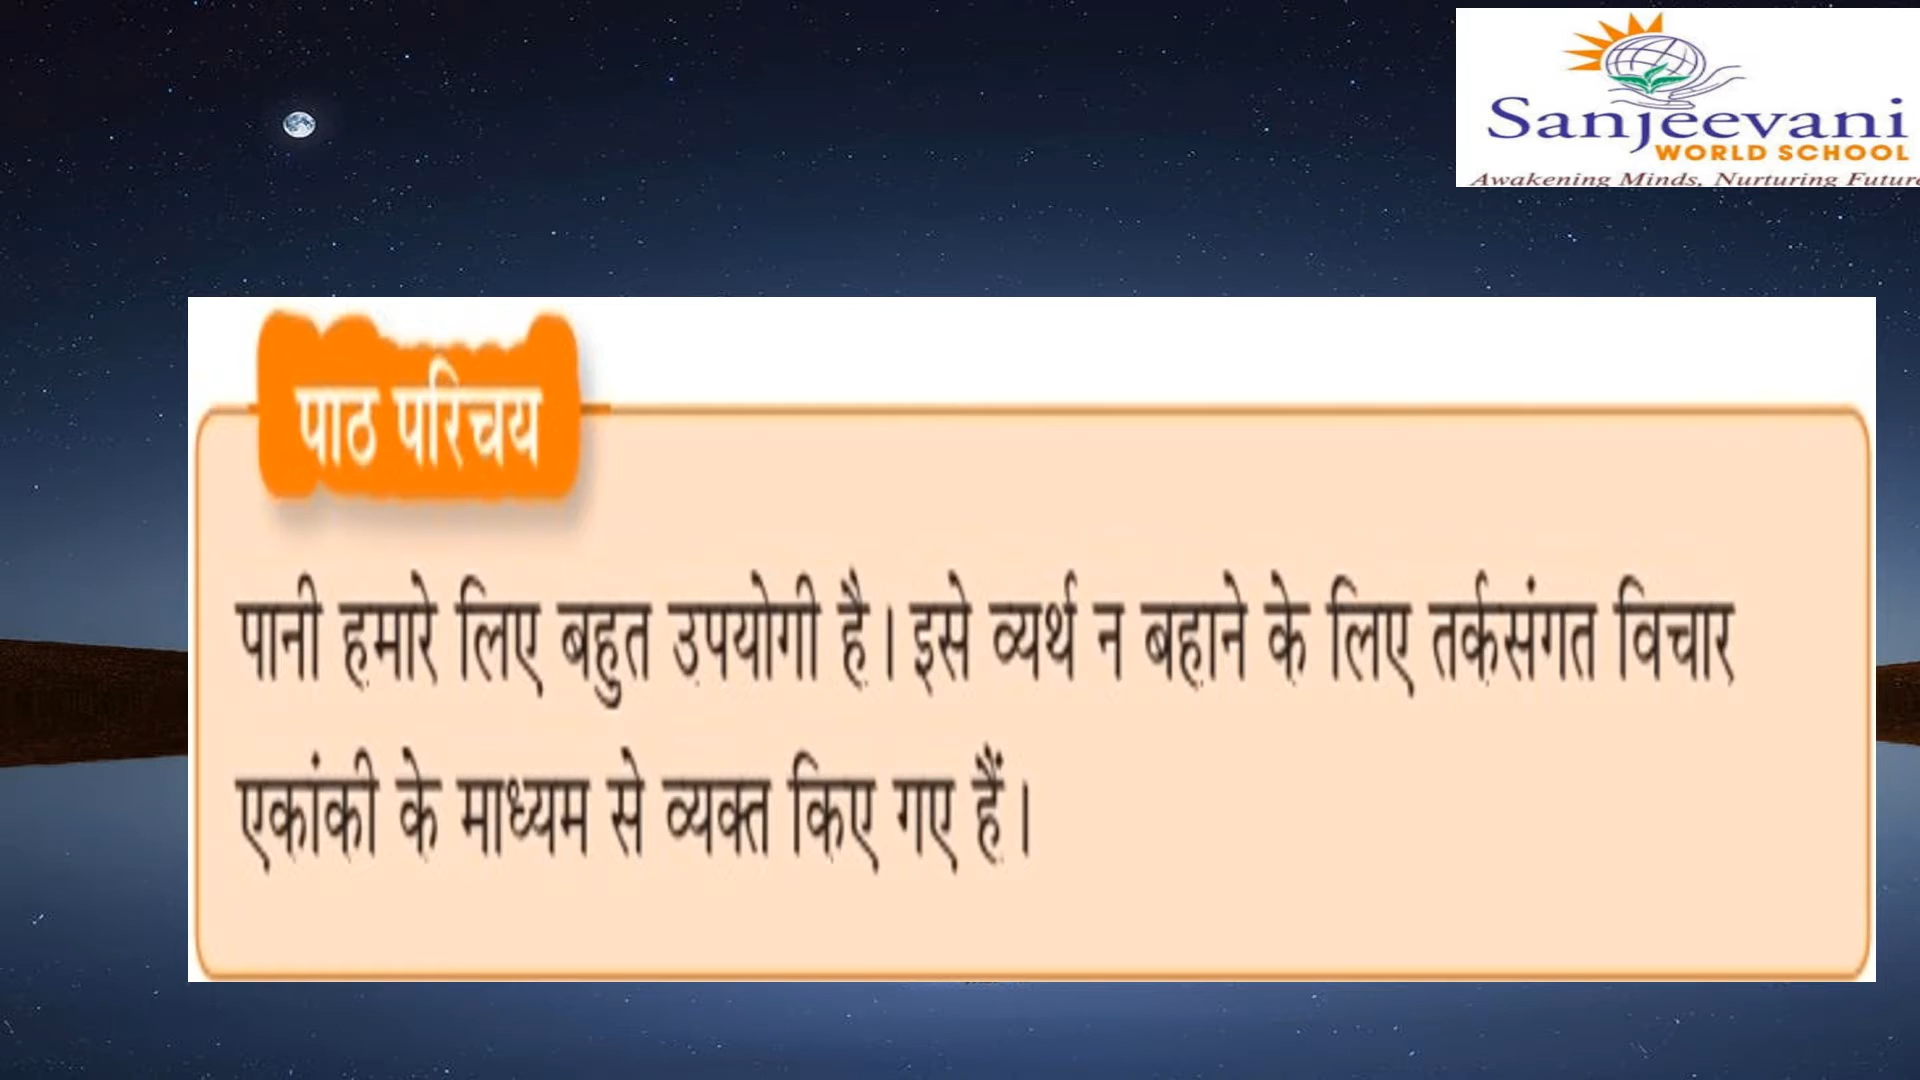 Sanjeevani
WORLD SCHOOL
Awakening Minds, Nurturing Future
पाठ परिचय
पानी हमारे लिए बहुत उपयोगी है। इसे व्यर्थ न बहाने के लिए तर्कसंगत विचार
एकांकी के माध्यम से व्यक्त किए गए हैं।